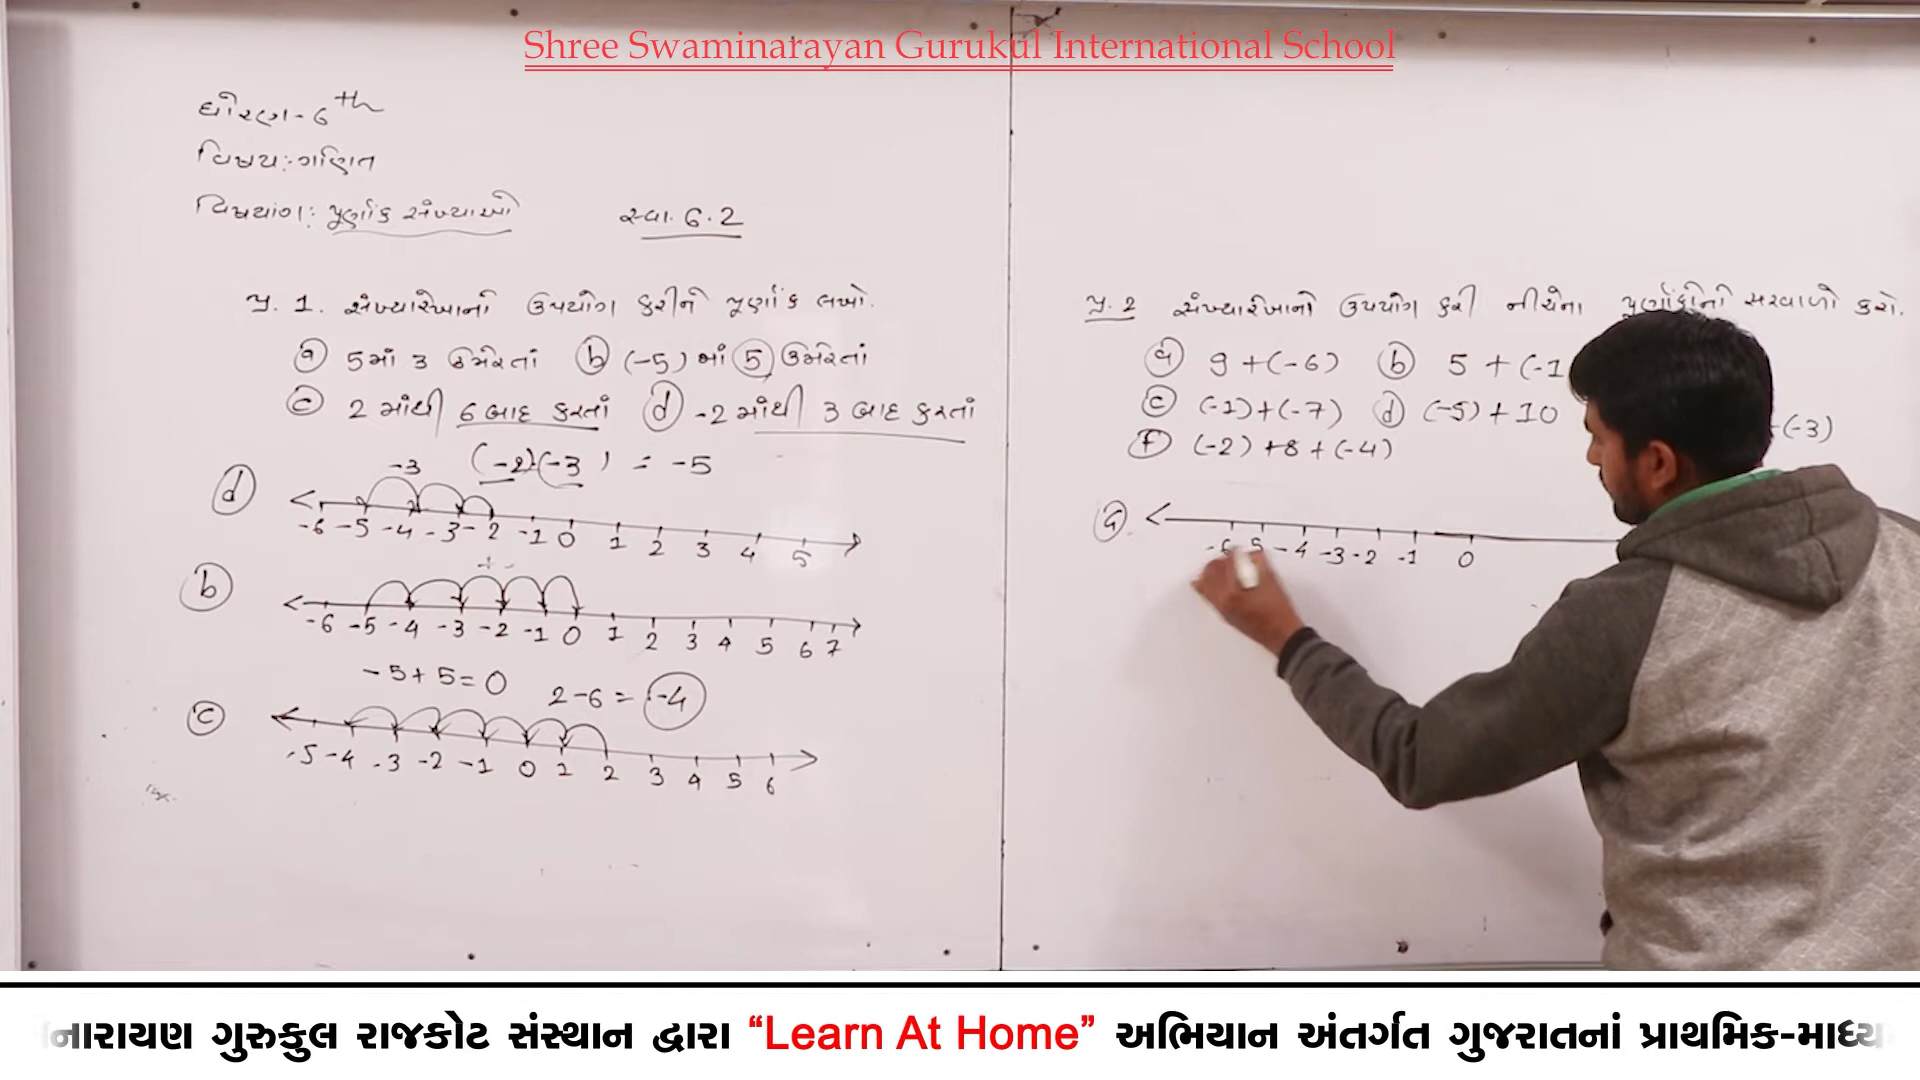 Shree Swaminarayan Gurukul International School
ધોરણ - 6th
વિષય : ગણિત
વિષયાંગ : પૂર્ણાંક સંખ્યાઓ સ્વા. 6.2
પ્ર. 1. સંખ્યારેખાનો ઉપયોગ કરીને પૂર્ણાંક લખો.
(a) 5માં 3 ઉમેરતાં (b) (-5) માં 5 ઉમેરતાં
(c) 2 માંથી 6 બાદ કરતાં (d) -2 માંથી 3 બાદ કરતાં
-3 (-2)(-3) = -5
(d)
-6 -5 -4 -3 -2 -1 0 1 2 3 4 5
(b)
-6 -5 -4 -3 -2 -1 0 1 2 3 4 5 6 7
-5+5=0 2-6= -4
(c)
-5 -4 -3 -2 -1 0 1 2 3 4 5 6
પ્ર. 2 સંખ્યારેખાનો ઉપયોગ કરી નીચેના પૂર્ણાંકોનો સરવાળો કરો.
(a) 9 +(-6) (b) 5 + (-1
(c) (-1)+(-7) (d) (-5)+10
(-3)
(f) (-2) +8 +(-4)
(a)
-6 -5 -4 -3 -2 -1 0
નારાયણ ગુરુકુલ રાજકોટ સંસ્થાન દ્વારા “Learn At Home” અભિયાન અંતર્ગત ગુજરાતનાં પ્રાથમિક-માધ્ય